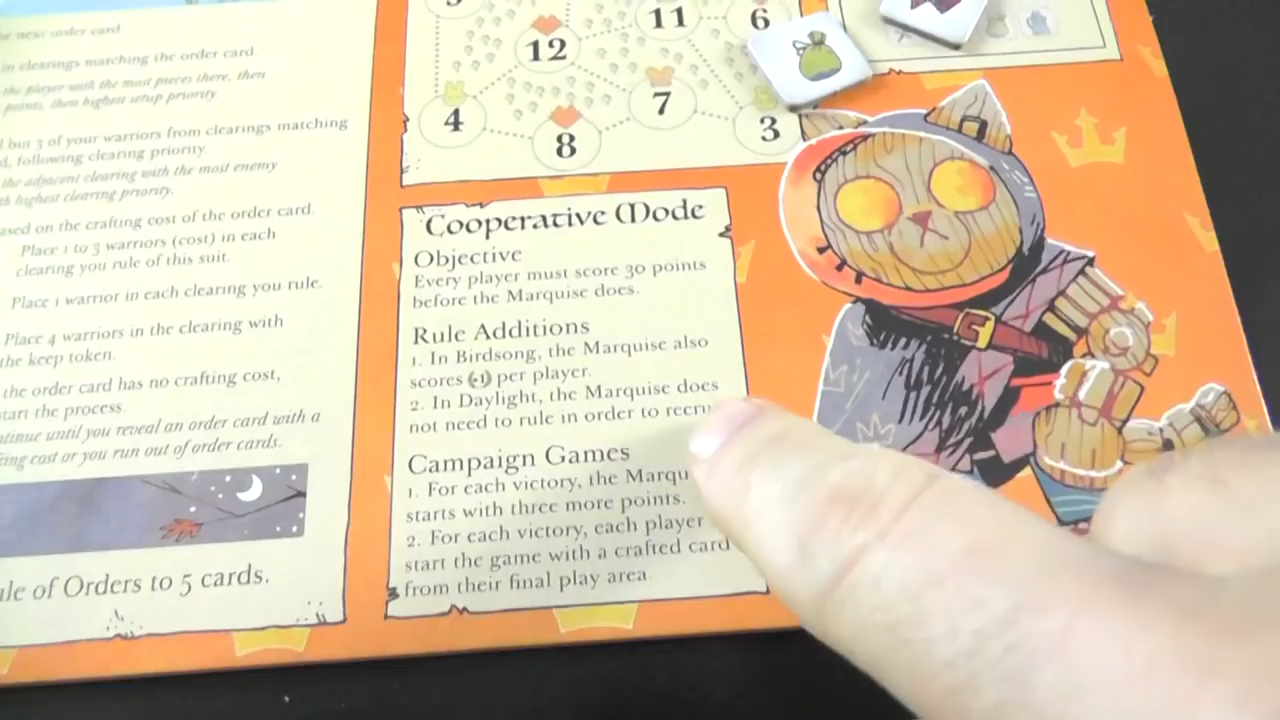 he next order card.
in clearings matching the order card
the player with the most pieces there, then
points, then highest setup priority.
but 3 of your warriors from clearings matching
d, following clearing priority.
the adjacent clearing with the most enemy
th highest clearing priority.
ased on the crafting cost of the order card.
Place 1 to 3 warriors (cost) in each
clearing you rule of this suit.
Place 1 warrior in each clearing you rule.
Place 4 warriors in the clearing with
the keep token.
the order card has no crafting cost,
tart the process.
ntinue until you reveal an order card with a
ting cost or you run out of order cards.
ule of Orders to 5 cards.
11
6
12
7
4
3
8
Cooperative Mode
Objective
Every player must score 30 points
before the Marquise does.
Rule Additions
1. In Birdsong, the Marquise also
scores +1 per player.
2. In Daylight, the Marquise does
not need to rule in order to recru
Campaign Games
1. For each victory, the Marqu
starts with three more points.
2. For each victory, each player
start the game with a crafted card
from their final play area.